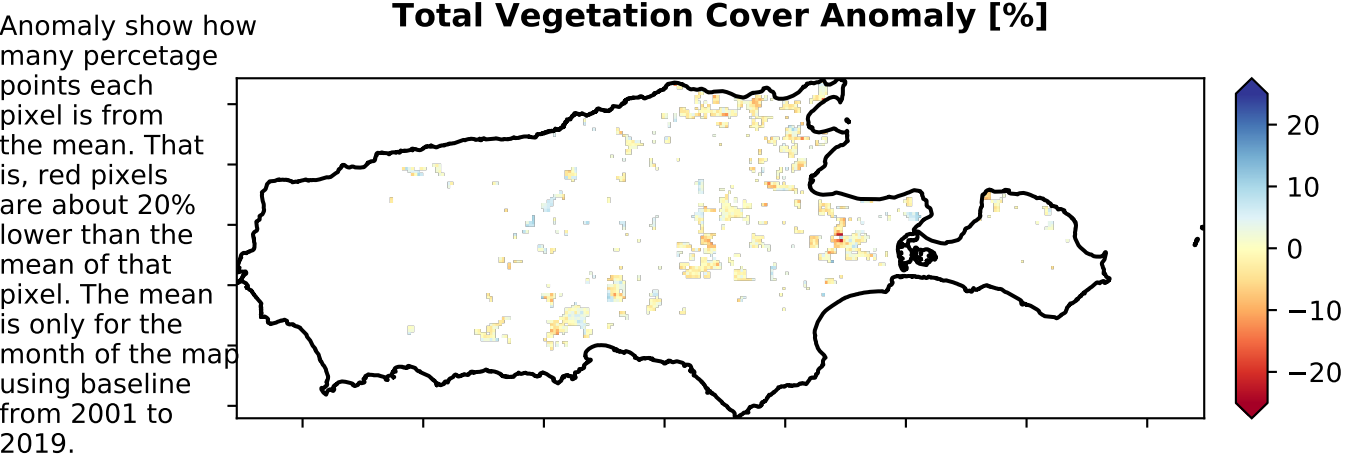 Total Vegetation Cover Anomaly [%]
Anomaly show how
many percetage
points each
pixel is from
the mean. That
is, red pixels
are about 20%
lower than the
mean of that
pixel. The mean
is only for the
month of the map
using baseline
from 2001 to
2019.
20
10
0
−10
−20